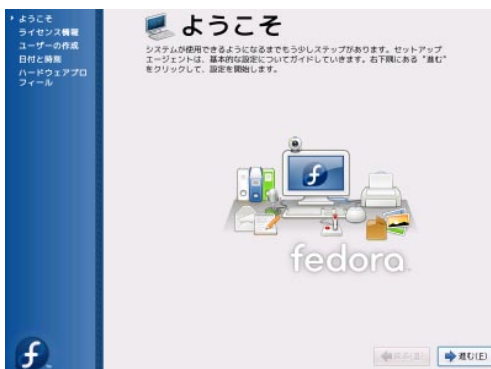 ようこそ
ライセンス情報
ユーザーの作成
日付と時刻
ハードウェアプロ
フィール
ようこそ
システムが使用できるようになるまでもう少しステップがあります。セットアップ
エージェントは、基本的な設定についてガイドしていきます。右下隅にある "進む"
をクリックして、設定を開始します。
fedora
進む(F)